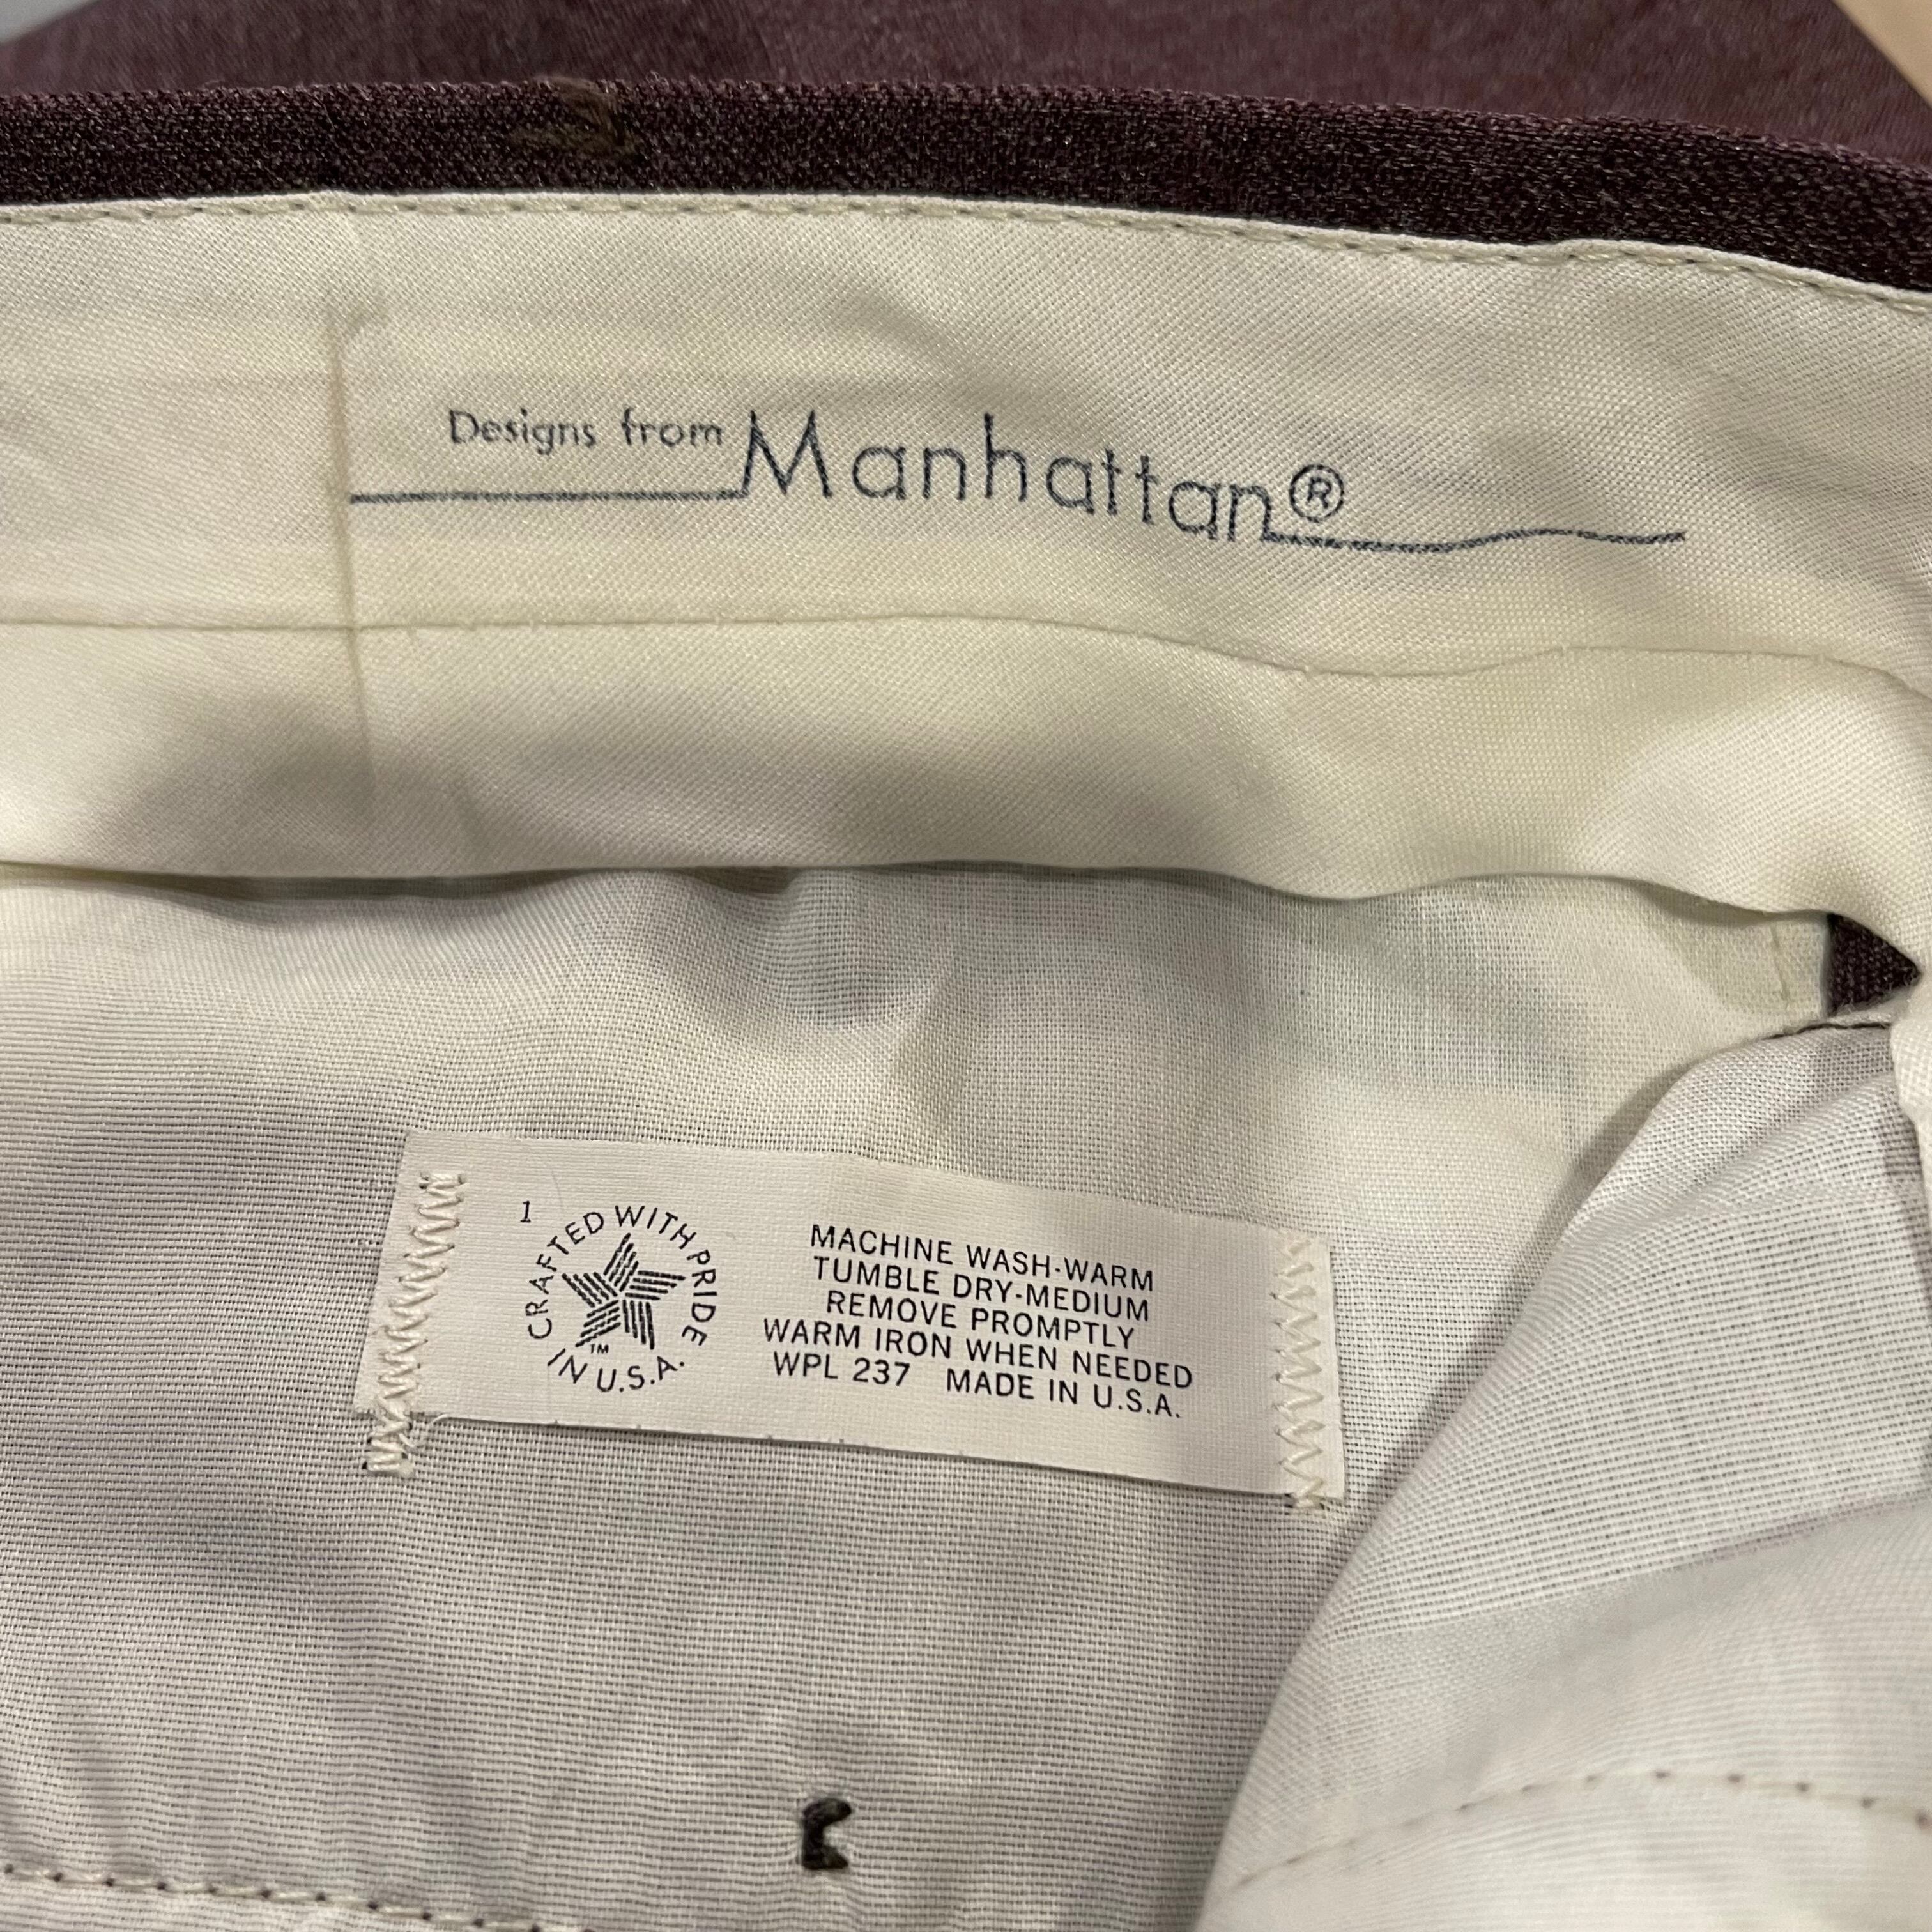 Designs from Manhattan®
1
CRAFTED WITH PRIDE
IN U.S.A.
™
MACHINE WASH-WARM
TUMBLE DRY-MEDIUM
REMOVE PROMPTLY
WARM IRON WHEN NEEDED
WPL 237 MADE IN U.S.A.